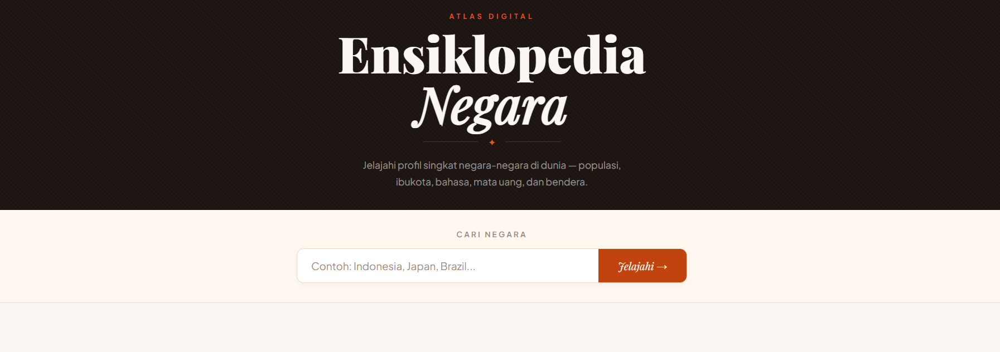 ATLAS DIGITAL
Ensiklopedia
Negara
Jelajahi profil singkat negara-negara di dunia — populasi,
ibukota, bahasa, mata uang, dan bendera.
CARI NEGARA
Contoh: Indonesia, Japan, Brazil...
Jelajahi →